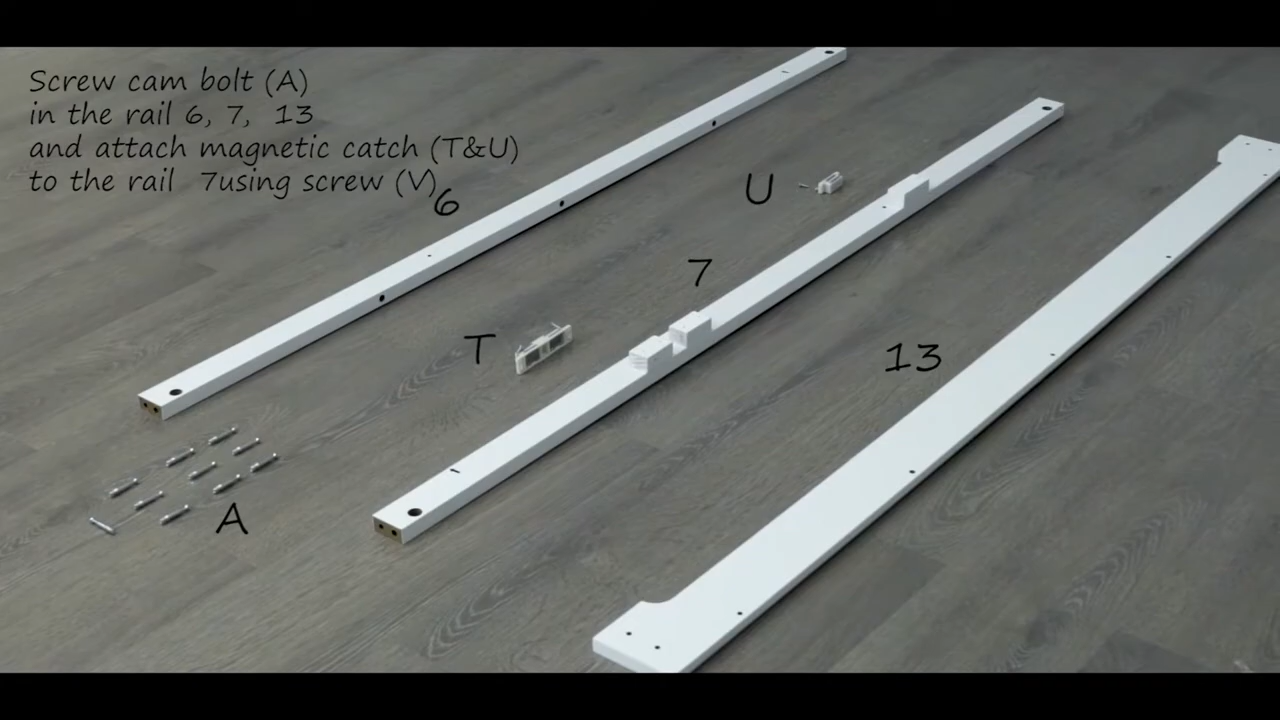 Screw cam bolt (A)
in the rail 6, 7, 13
and attach magnetic catch (T&U)
to the rail 7using screw (V)
6
U
7
T
13
A